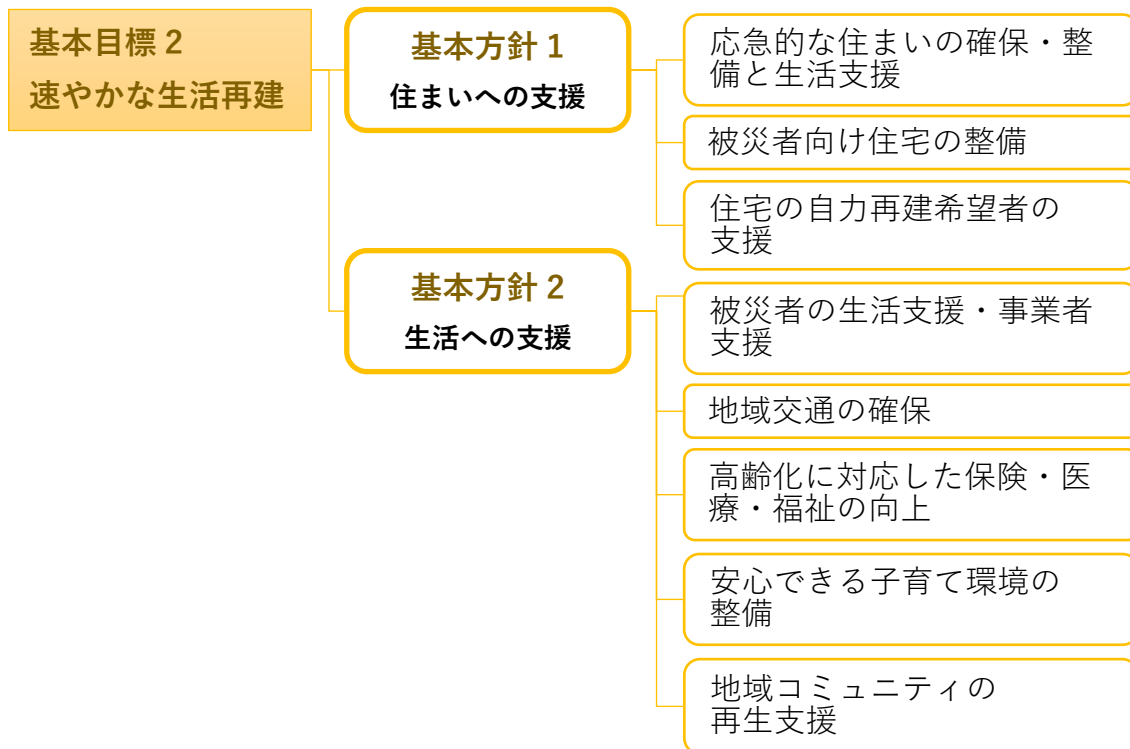 基本目標２
速やかな生活再建
基本方針１
住まいへの支援
応急的な住まいの確保・整
備と生活支援
被災者向け住宅の整備
住宅の自力再建希望者の
支援
基本方針２
生活への支援
被災者の生活支援・事業者
支援
地域交通の確保
高齢化に対応した保険・医
療・福祉の向上
安心できる子育て環境の
整備
地域コミュニティの
再生支援